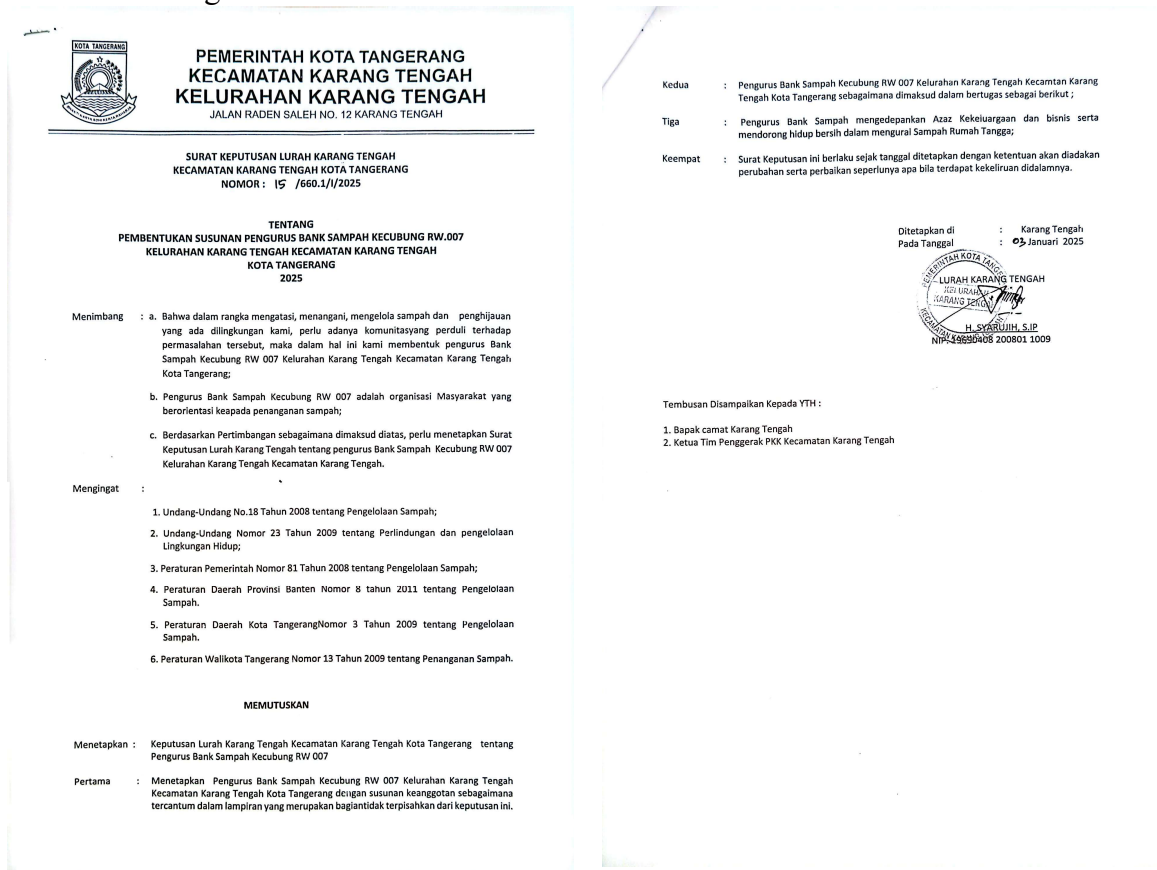 KOTA TANGERANG
PEMERINTAH KOTA TANGERANG
KECAMATAN KARANG TENGAH
KELURAHAN KARANG TENGAH
JALAN RADEN SALEH NO. 12 KARANG TENGAH
SURAT KEPUTUSAN LURAH KARANG TENGAH
KECAMATAN KARANG TENGAH KOTA TANGERANG
NOMOR : 15 /660.1/I/2025
TENTANG
PEMBENTUKAN SUSUNAN PENGURUS BANK SAMPAH KECUBUNG RW.007
KELURAHAN KARANG TENGAH KECAMATAN KARANG TENGAH
KOTA TANGERANG
2025
Menimbang : a. Bahwa dalam rangka mengatasi, menangani, mengelola sampah dan penghijauan
yang ada dilingkungan kami, perlu adanya komunitasyang perduli terhadap
permasalahan tersebut, maka dalam hal ini kami membentuk pengurus Bank
Sampah Kecubung RW 007 Kelurahan Karang Tengah Kecamatan Karang Tengah
Kota Tangerang;
b. Pengurus Bank Sampah Kecubung RW 007 adalah organisasi Masyarakat yang
berorientasi keapada penanganan sampah;
c. Berdasarkan Pertimbangan sebagaimana dimaksud diatas, perlu menetapkan Surat
Keputusan Lurah Karang Tengah tentang pengurus Bank Sampah Kecubung RW 007
Kelurahan Karang Tengah Kecamatan Karang Tengah.
Mengingat :
1. Undang-Undang No.18 Tahun 2008 tentang Pengelolaan Sampah;
2. Undang-Undang Nomor 23 Tahun 2009 tentang Perlindungan dan pengelolaan
Lingkungan Hidup;
3. Peraturan Pemerintah Nomor 81 Tahun 2008 tentang Pengelolaan Sampah;
4. Peraturan Daerah Provinsi Banten Nomor 8 tahun 2011 tentang Pengelolaan
Sampah.
5. Peraturan Daerah Kota TangerangNomor 3 Tahun 2009 tentang Pengelolaan
Sampah.
6. Peraturan Walikota Tangerang Nomor 13 Tahun 2009 tentang Penanganan Sampah.
MEMUTUSKAN
Menetapkan : Keputusan Lurah Karang Tengah Kecamatan Karang Tengah Kota Tangerang tentang
Pengurus Bank Sampah Kecubung RW 007
Pertama : Menetapkan Pengurus Bank Sampah Kecubung RW 007 Kelurahan Karang Tengah
Kecamatan Karang Tengah Kota Tangerang dengan susunan keanggotan sebagaimana
tercantum dalam lampiran yang merupakan bagiantidak terpisahkan dari keputusan ini.
Kedua : Pengurus Bank Sampah Kecubung RW 007 Kelurahan Karang Tengah Kecamtan Karang
Tengah Kota Tangerang sebagaimana dimaksud dalam bertugas sebagai berikut ;
Tiga : Pengurus Bank Sampah mengedepankan Azaz Kekeiuargaan dan bisnis serta
mendorong hidup bersih dalam mengurai Sampah Rumah Tangga;
Keempat : Surat Keputusan ini berlaku sejak tanggal ditetapkan dengan ketentuan akan diadakan
perubahan serta perbaikan seperlunya apa bila terdapat kekeliruan didalamnya.
Ditetapkan di : Karang Tengah
Pada Tanggal : 03 Januari 2025
PEMERINTAH KOTA TANGE
LURAH KARANG TENGAH
KELURAHAN
KARANG TENGAH
H. SYARUJIH, S.IP
NIP. 19690408 200801 1009
Tembusan Disampaikan Kepada YTH :
1. Bapak camat Karang Tengah
2. Ketua Tim Penggerak PKK Kecamatan Karang Tengah